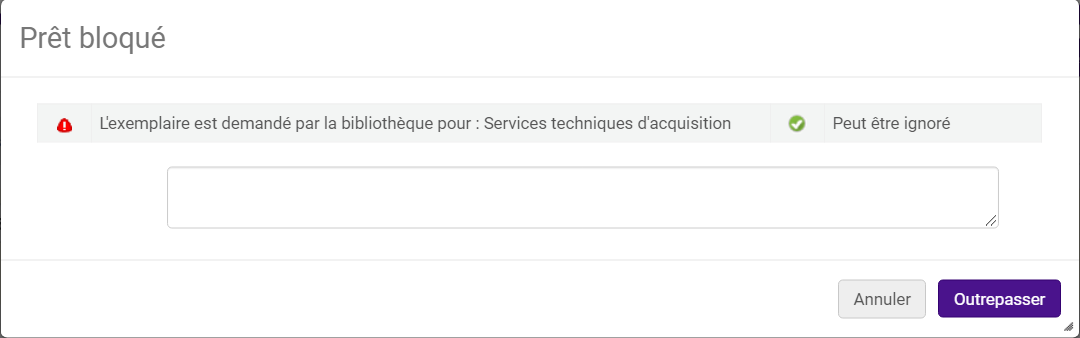 Prêt bloqué
L'exemplaire est demandé par la bibliothèque pour : Services techniques d'acquisition Peut être ignoré
Annuler Outrepasser